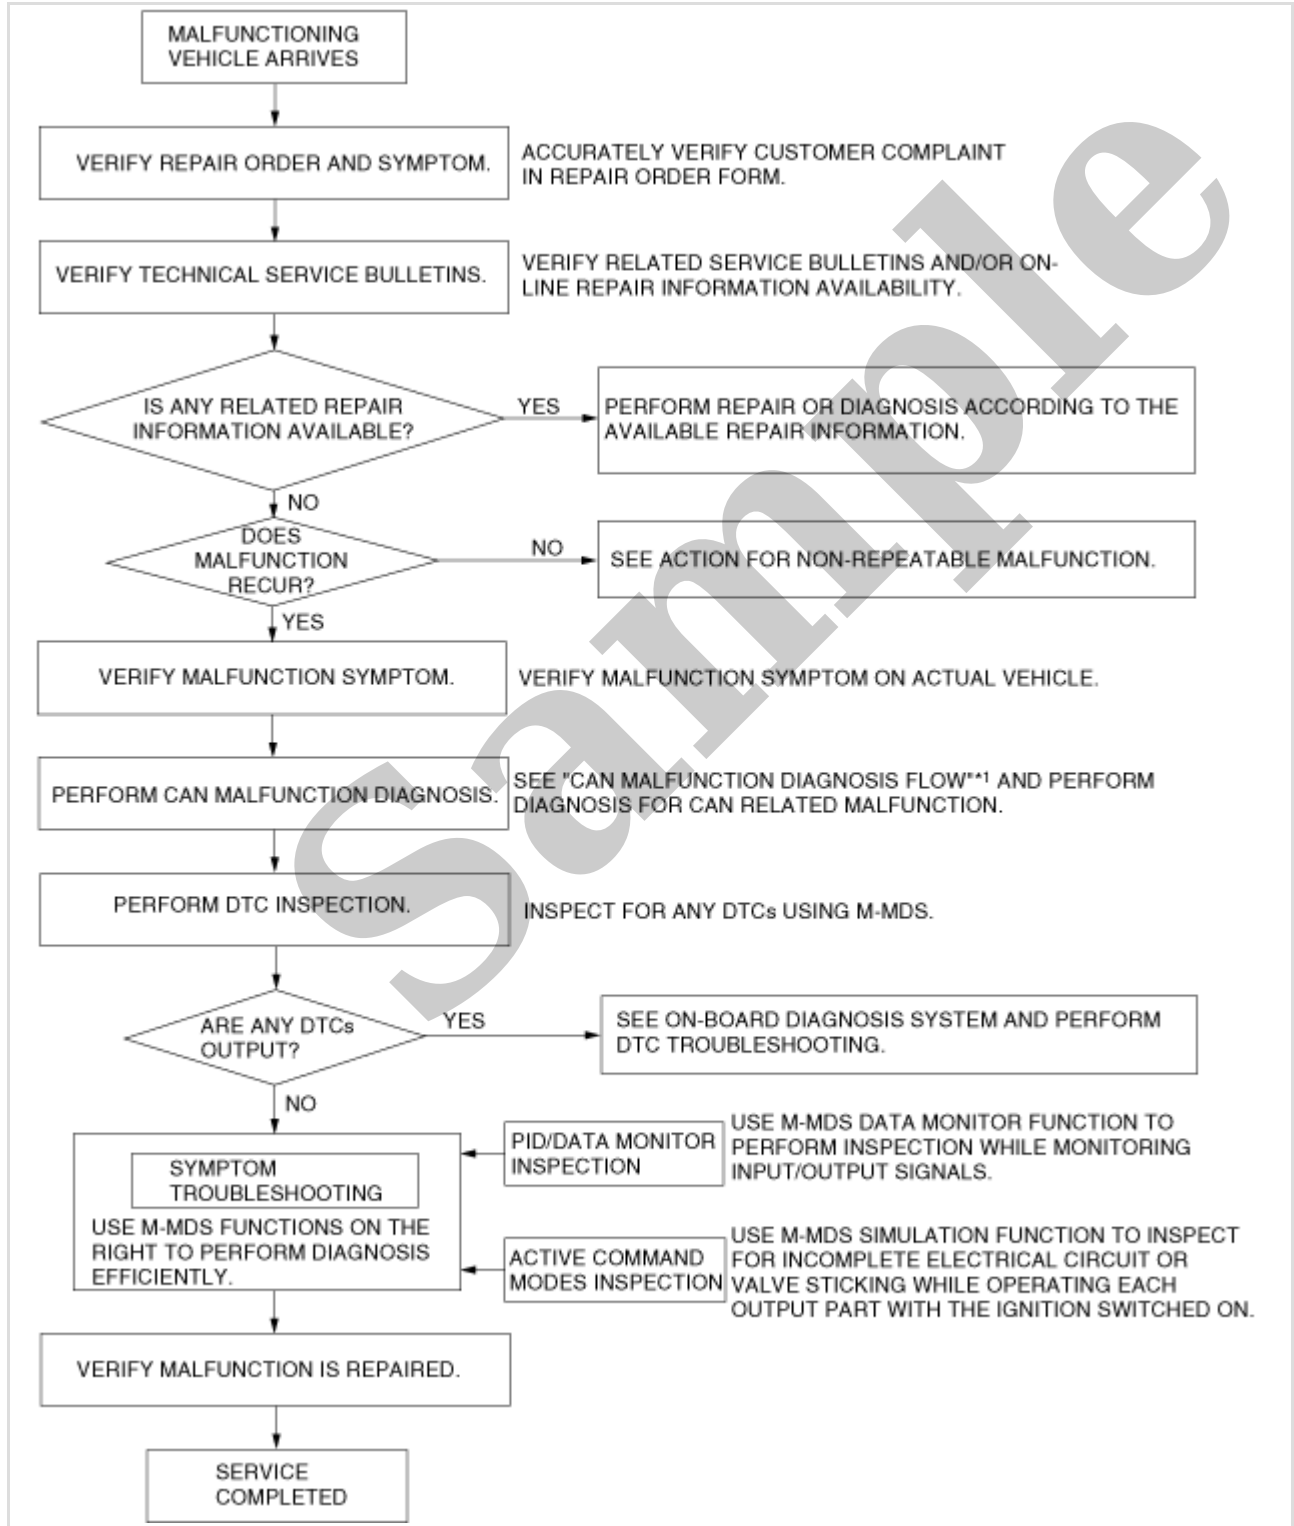 MALFUNCTIONING
VEHICLE ARRIVES
VERIFY REPAIR ORDER AND SYMPTOM.
ACCURATELY VERIFY CUSTOMER COMPLAINT
IN REPAIR ORDER FORM.
VERIFY TECHNICAL SERVICE BULLETINS.
VERIFY RELATED SERVICE BULLETINS AND/OR ON-
LINE REPAIR INFORMATION AVAILABILITY.
IS ANY RELATED REPAIR
INFORMATION AVAILABLE?
YES
PERFORM REPAIR OR DIAGNOSIS ACCORDING TO THE
AVAILABLE REPAIR INFORMATION.
NO
DOES
MALFUNCTION
RECUR?
NO
SEE ACTION FOR NON-REPEATABLE MALFUNCTION.
YES
VERIFY MALFUNCTION SYMPTOM.
VERIFY MALFUNCTION SYMPTOM ON ACTUAL VEHICLE.
PERFORM CAN MALFUNCTION DIAGNOSIS.
SEE "CAN MALFUNCTION DIAGNOSIS FLOW"*1 AND PERFORM
DIAGNOSIS FOR CAN RELATED MALFUNCTION.
PERFORM DTC INSPECTION.
INSPECT FOR ANY DTCs USING M-MDS.
ARE ANY DTCs
OUTPUT?
YES
SEE ON-BOARD DIAGNOSIS SYSTEM AND PERFORM
DTC TROUBLESHOOTING.
NO
SYMPTOM
TROUBLESHOOTING
USE M-MDS FUNCTIONS ON THE
RIGHT TO PERFORM DIAGNOSIS
EFFICIENTLY.
PID/DATA MONITOR
INSPECTION
USE M-MDS DATA MONITOR FUNCTION TO
PERFORM INSPECTION WHILE MONITORING
INPUT/OUTPUT SIGNALS.
ACTIVE COMMAND
MODES INSPECTION
USE M-MDS SIMULATION FUNCTION TO INSPECT
FOR INCOMPLETE ELECTRICAL CIRCUIT OR
VALVE STICKING WHILE OPERATING EACH
OUTPUT PART WITH THE IGNITION SWITCHED ON.
VERIFY MALFUNCTION IS REPAIRED.
SERVICE
COMPLETED
Sample